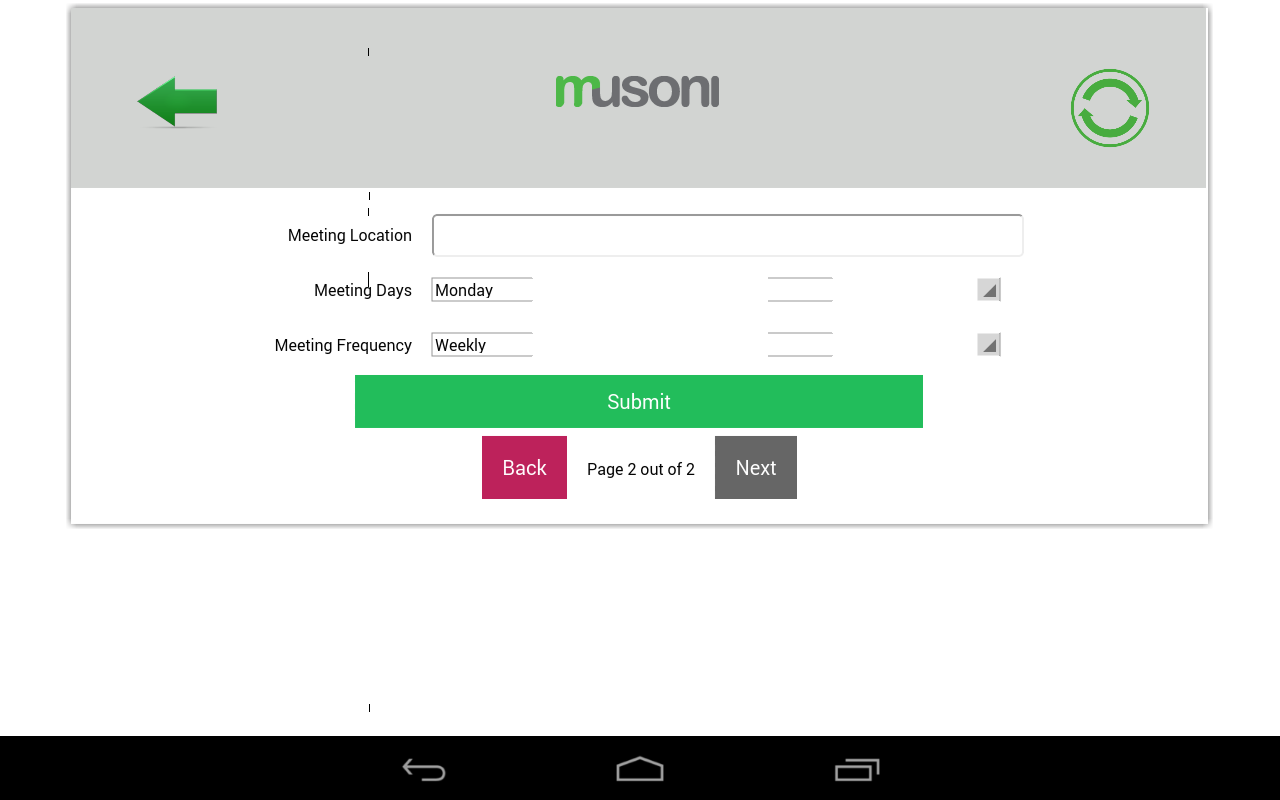 musoni
Meeting Location
Meeting Days Monday
Meeting Frequency Weekly
Submit
Back Page 2 out of 2 Next